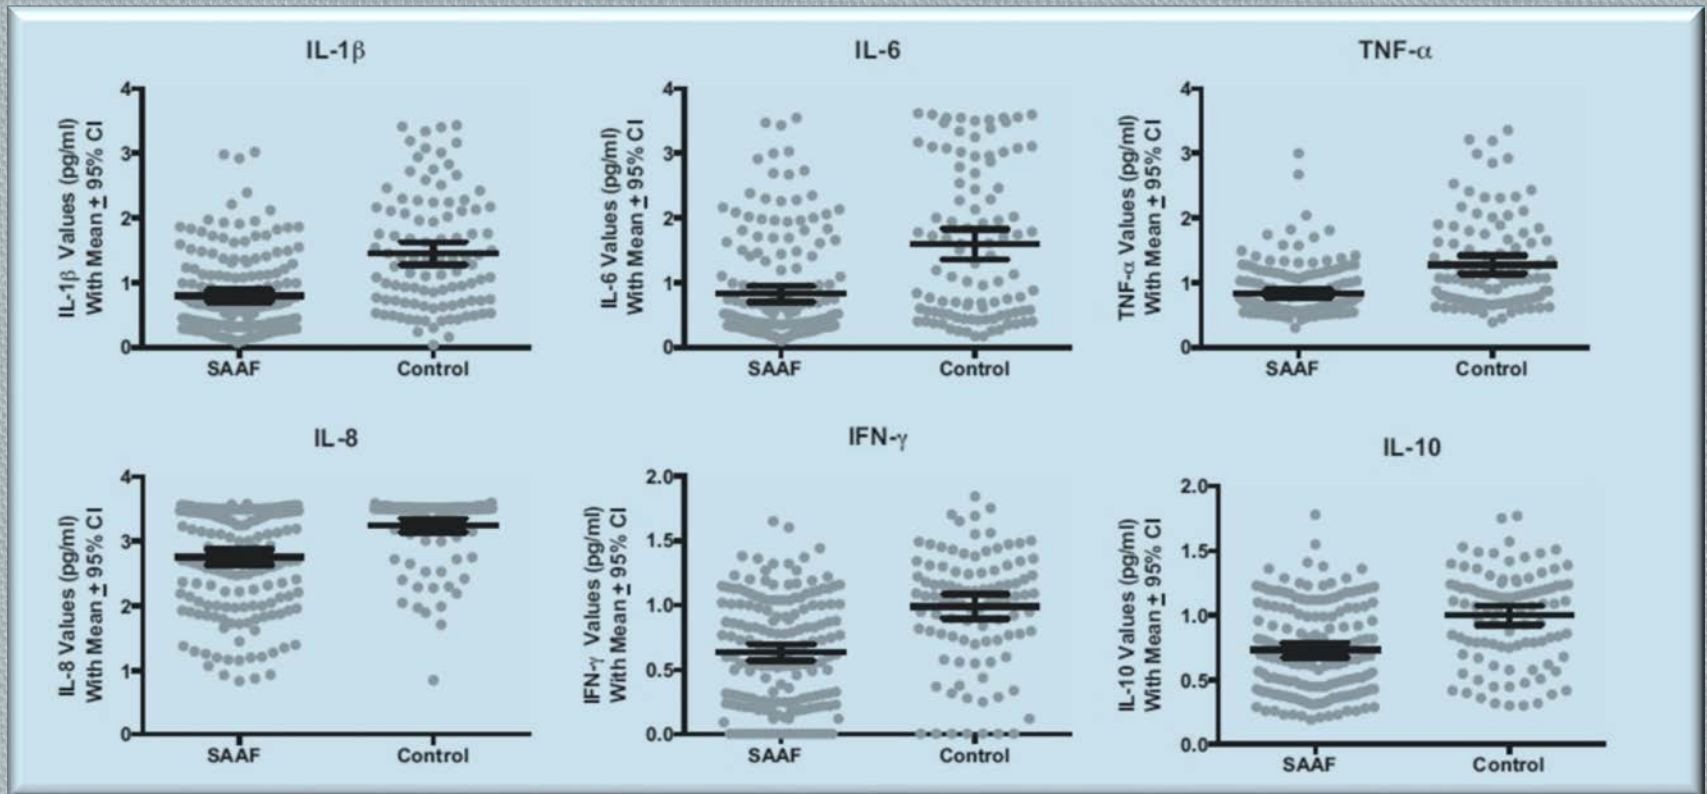 IL-1β
IL-1β Values (pg/ml)
With Mean ± 95% CI
4
3
2
1
0
SAAF
Control
IL-6
IL-6 Values (pg/ml)
With Mean ± 95% CI
4
3
2
1
0
SAAF
Control
TNF-α
TNF-α Values (pg/ml)
With Mean ± 95% CI
4
3
2
1
0
SAAF
Control
IL-8
IL-8 Values (pg/ml)
With Mean ± 95% CI
4
3
2
1
0
SAAF
Control
IFN-γ
IFN-γ Values (pg/ml)
With Mean ± 95% CI
2.0
1.5
1.0
0.5
0.0
SAAF
Control
IL-10
IL-10 Values (pg/ml)
With Mean ± 95% CI
2.0
1.5
1.0
0.5
0.0
SAAF
Control